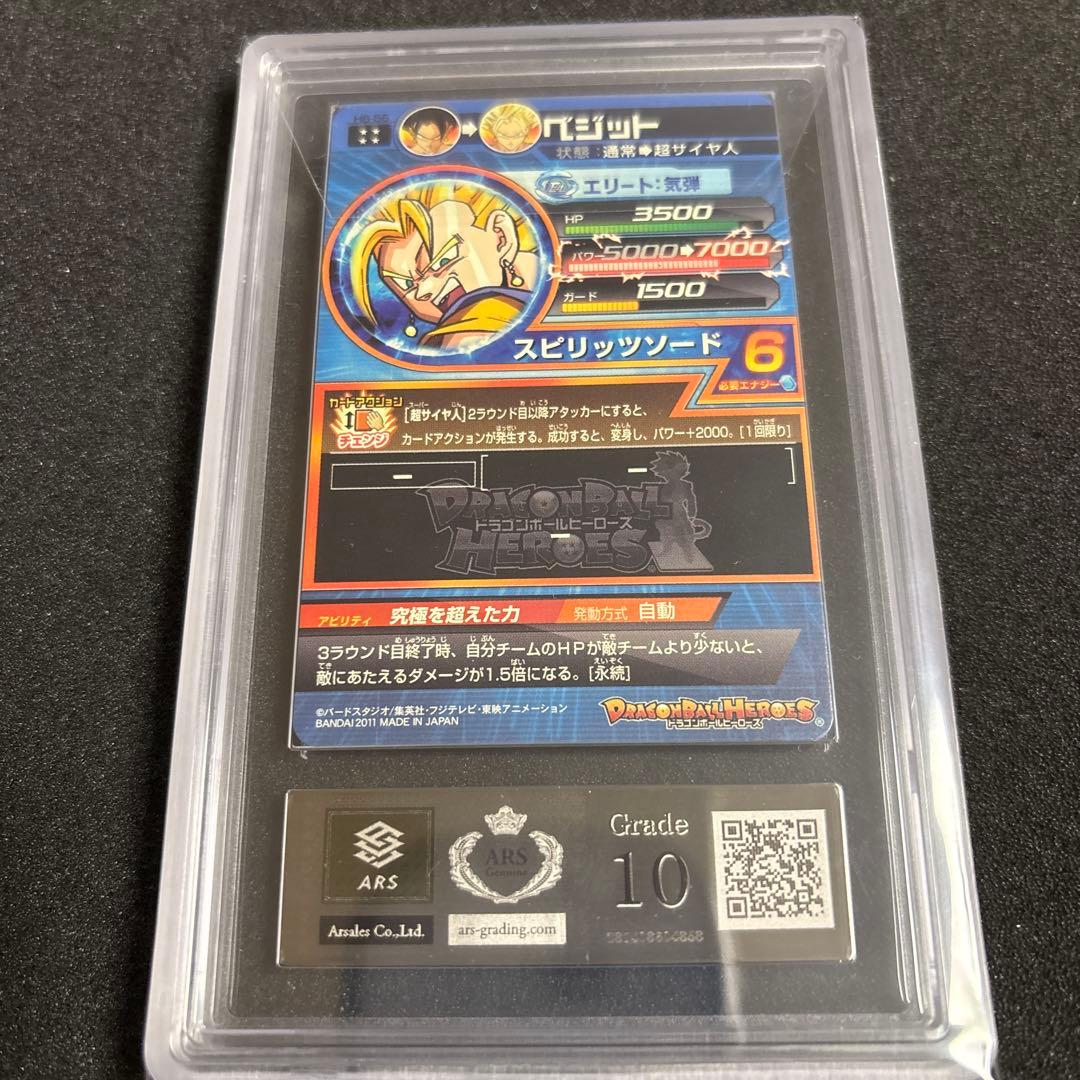 H6-56
ベジット
状態：通常➡超サイヤ人
エリート：気弾
HP 3500
パワー 5000➡7000
ガード 1500
スピリッツソード 6
必要エナジー
カードアクション
チェンジ
[超サイヤ人]2ラウンド目以降アタッカーにすると、
カードアクションが発生する。成功すると、変身し、パワー+2000。[1回限り]
ー [ ー ]
DRAGON BALL
ドラゴンボールヒーローズ
HEROES
ー
アビリティ 究極を超えた力 発動方式 自動
3ラウンド目終了時、自分チームのHPが敵チームより少ないと、
敵にあたえるダメージが1.5倍になる。[永続]
©バードスタジオ/集英社・フジテレビ・東映アニメーション
BANDAI 2011 MADE IN JAPAN
DRAGON BALL HEROES
ドラゴンボールヒーローズ
ARS
Arsales Co.,Ltd.
ARS
Genuine
ars-grading.com
Grade
10